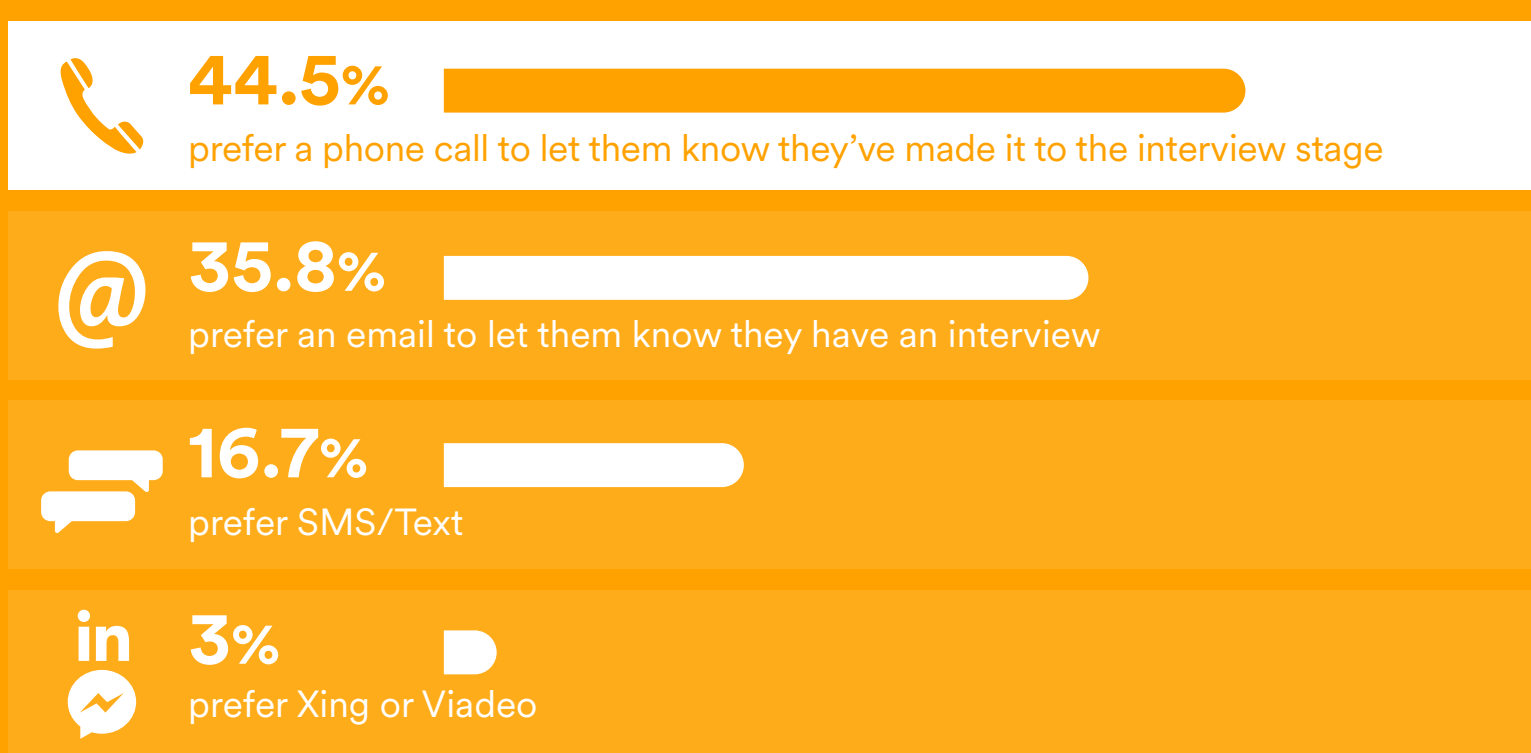 44.5%
prefer a phone call to let them know they’ve made it to the interview stage
@
35.8%
prefer an email to let them know they have an interview
16.7%
prefer SMS/Text
in
3%
prefer Xing or Viadeo